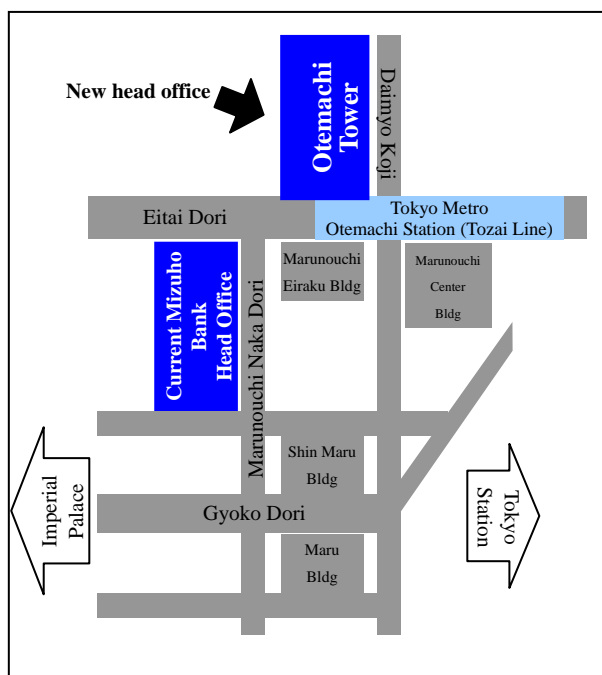 New head office
Otemachi
Tower
Daimyo Koji
Eitai Dori
Tokyo Metro
Otemachi Station (Tozai Line)
Current Mizuho
Bank
Head Office
Marunouchi Naka Dori
Marunouchi
Eiraku Bldg
Marunouchi
Center
Bldg
Shin Maru
Bldg
Imperial
Palace
Gyoko Dori
Tokyo
Station
Maru
Bldg